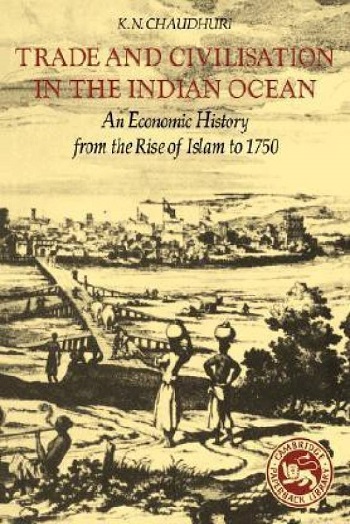 K.N. CHAUDHURI
TRADE AND CIVILISATION
IN THE INDIAN OCEAN
An Economic History
from the Rise of Islam to 1750
CAMBRIDGE
PAPERBACK LIBRARY